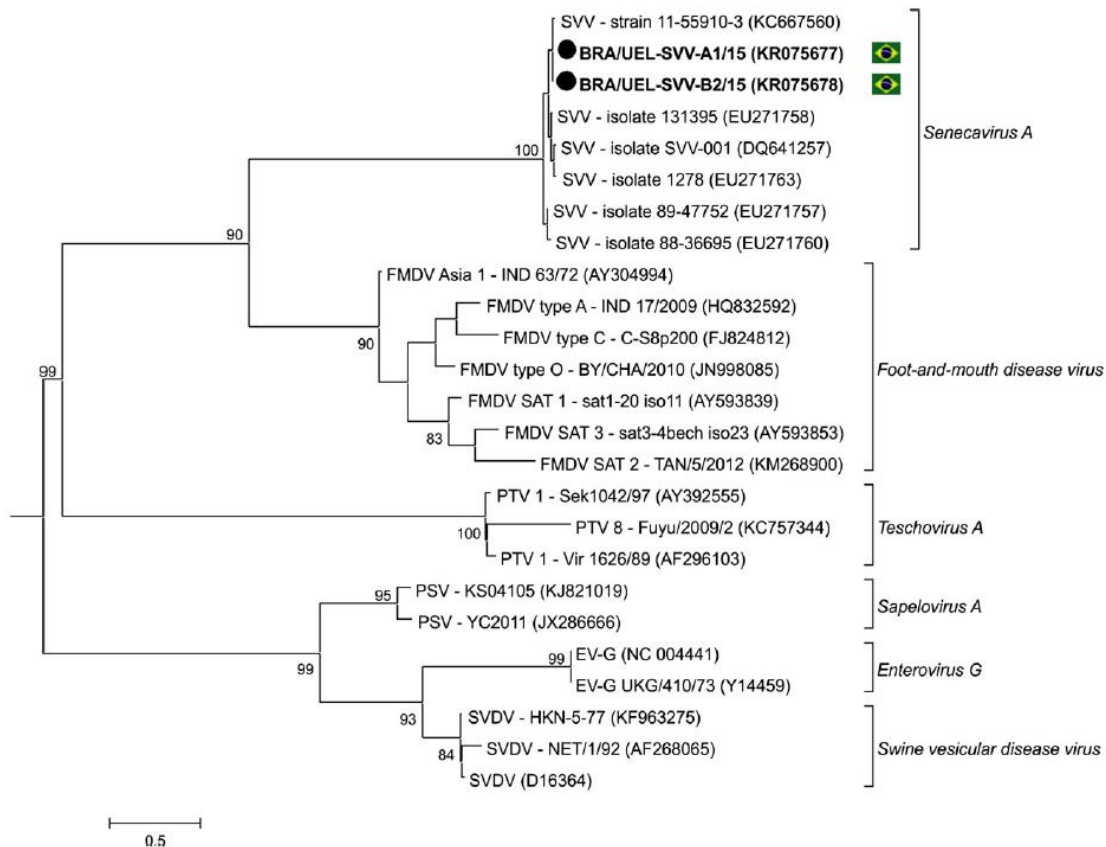 SVV - strain 11-55910-3 (KC667560)
BRA/UEL-SVV-A1/15 (KR075677)
BRA/UEL-SVV-B2/15 (KR075678)
SVV - isolate 131395 (EU271758)
Senecavirus A
100
SVV - isolate SVV-001 (DQ641257)
SVV - isolate 1278 (EU271763)
SVV - isolate 89-47752 (EU271757)
90
SVV - isolate 88-36695 (EU271760)
FMDV Asia 1 - IND 63/72 (AY304994)
FMDV type A - IND 17/2009 (HQ832592)
90
FMDV type C - C-S8p200 (FJ824812)
99
FMDV type O - BY/CHA/2010 (JN998085)
Foot-and-mouth disease virus
FMDV SAT 1 - sat1-20 iso11 (AY593839)
83
FMDV SAT 3 - sat3-4bech iso23 (AY593853)
FMDV SAT 2 - TAN/5/2012 (KM268900)
PTV 1 - Sek1042/97 (AY392555)
100
PTV 8 - Fuyu/2009/2 (KC757344)
Teschovirus A
PTV 1 - Vir 1626/89 (AF296103)
95
PSV - KS04105 (KJ821019)
Sapelovirus A
PSV - YC2011 (JX286666)
99
99
EV-G (NC 004441)
Enterovirus G
EV-G UKG/410/73 (Y14459)
93
SVDV - HKN-5-77 (KF963275)
84
SVDV - NET/1/92 (AF268065)
Swine vesicular disease virus
SVDV (D16364)
0.5